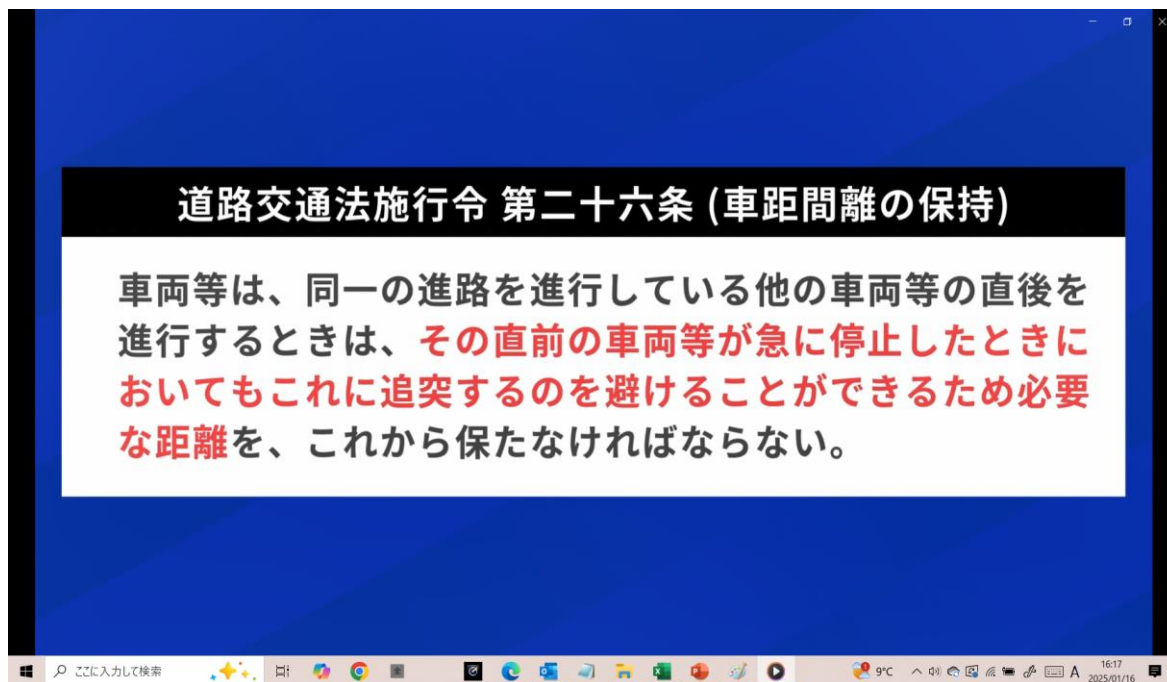 道路交通法施行令 第二十六条 (車距間離の保持)
車両等は、同一の進路を進行している他の車両等の直後を
進行するときは、その直前の車両等が急に停止したときに
おいてもこれに追突するのを避けることができるため必要
な距離を、これから保たなければならない。
ここに入力して検索
9°C
A
16:17
2025/01/16